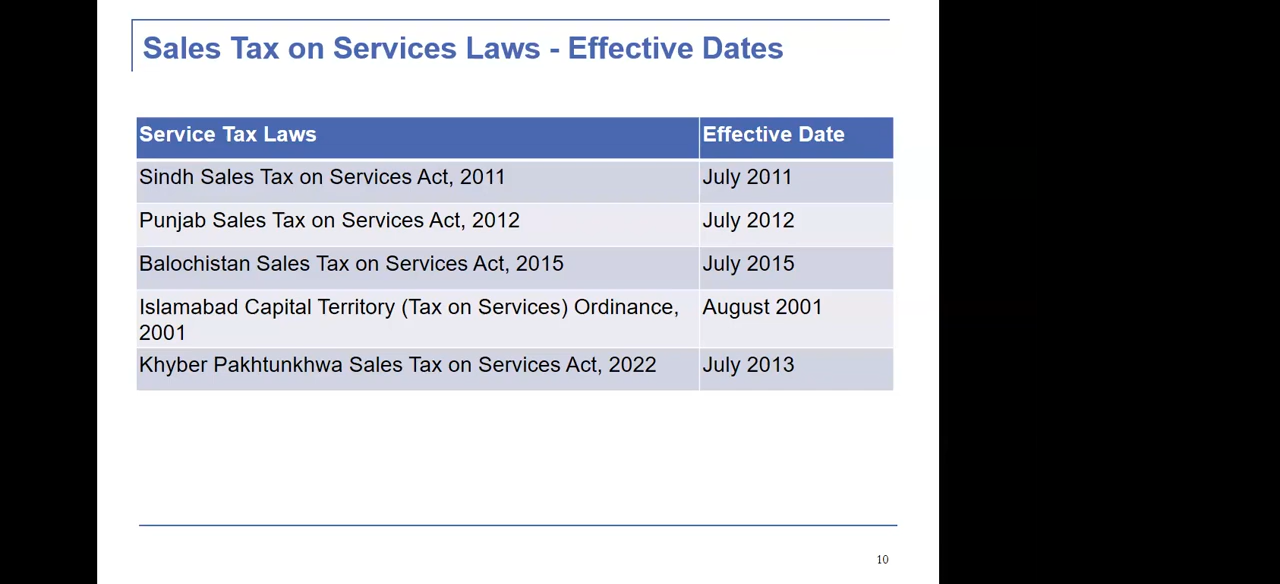 Sales Tax on Services Laws - Effective Dates
Service Tax Laws Effective Date
Sindh Sales Tax on Services Act, 2011 July 2011
Punjab Sales Tax on Services Act, 2012 July 2012
Balochistan Sales Tax on Services Act, 2015 July 2015
Islamabad Capital Territory (Tax on Services) Ordinance, August 2001
2001
Khyber Pakhtunkhwa Sales Tax on Services Act, 2022 July 2013
10